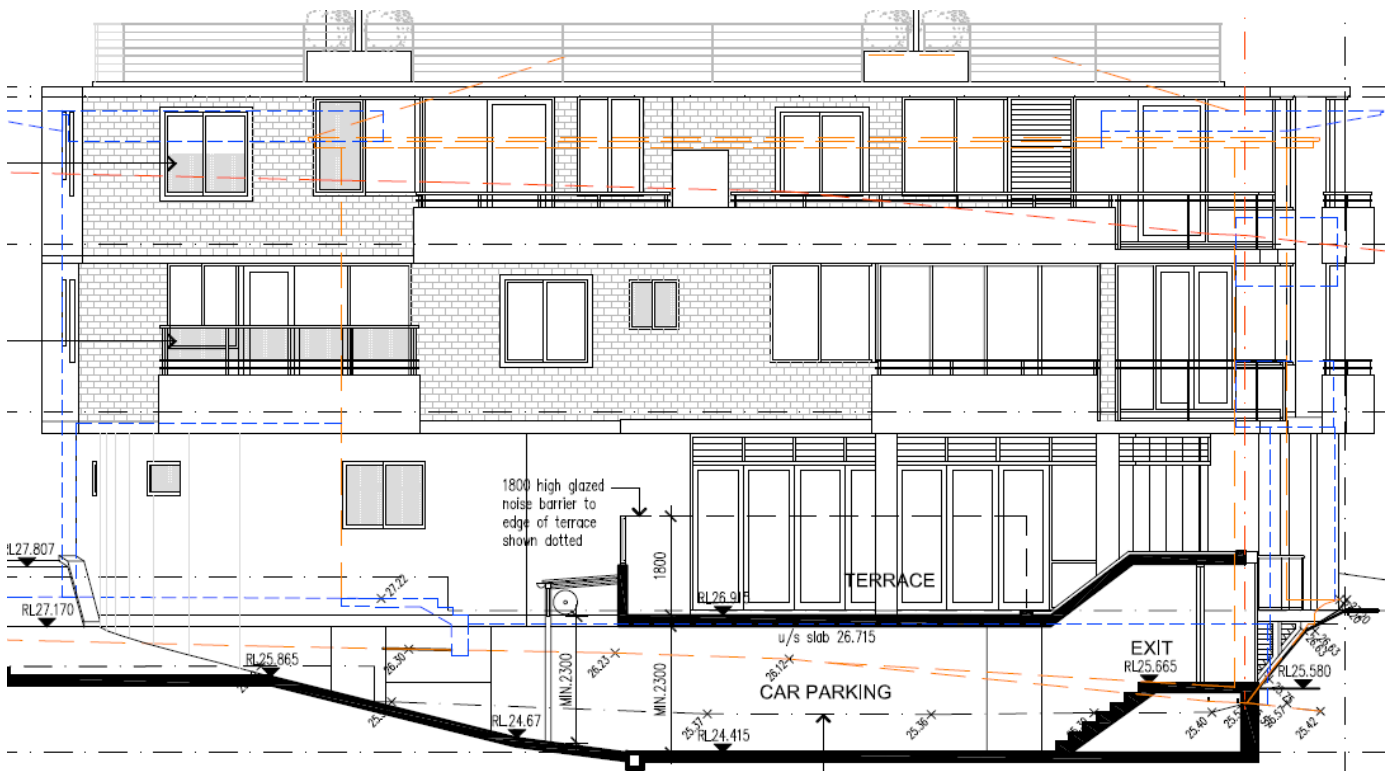 1800 high glazed
noise barrier to
edge of terrace
shown dotted
RL27.807
27.22
1800
TERRACE
RL27.170
RL26.915
u/s slab 26.715
26.30
26.23
26.12
EXIT
RL25.865
RL25.665
RL25.580
MIN.2300
MIN.2300
CAR PARKING
RL.24.67
25.37
25.36
25.40
25.42
RL24.415